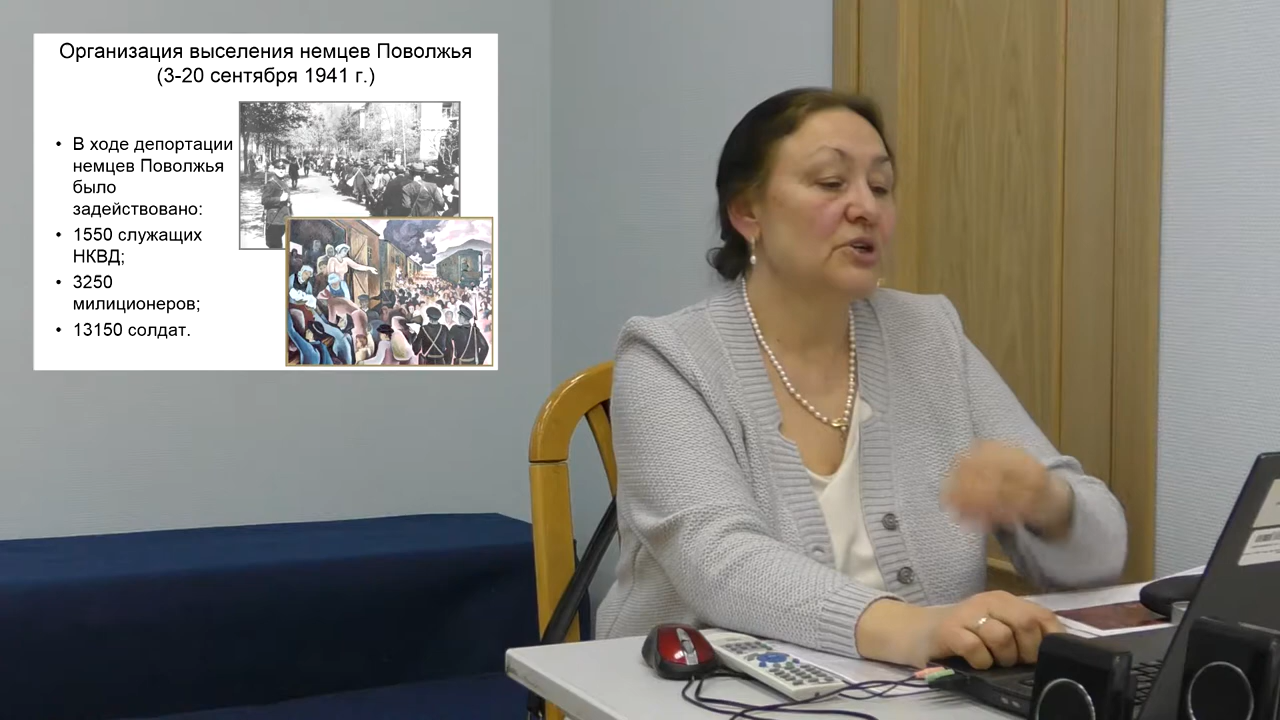 Организация выселения немцев Поволжья
(3-20 сентября 1941 г.)
• В ходе депортации
немцев Поволжья
было
задействовано:
• 1550 служащих
НКВД;
• 3250
милиционеров;
• 13150 солдат.